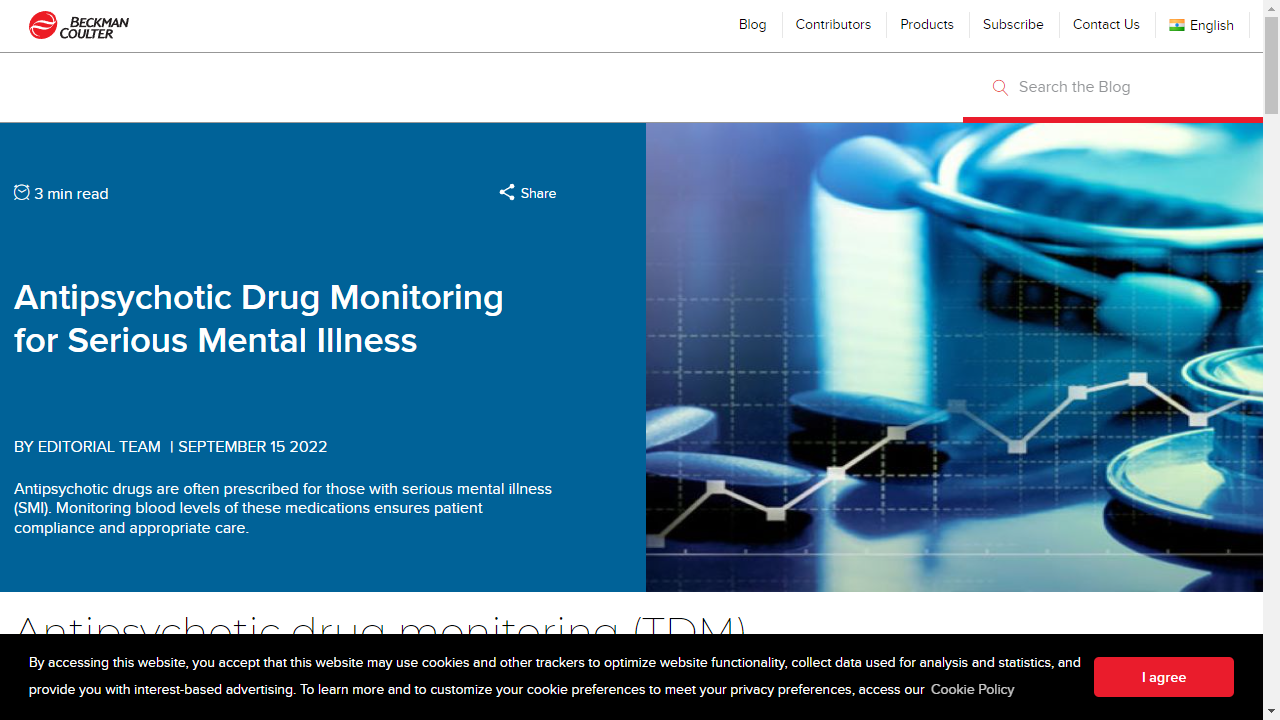 BECKMAN
COULTER
Blog
Contributors
Products
Subscribe
Contact Us
English
Search the Blog
3 min read
Share
Antipsychotic Drug Monitoring
for Serious Mental Illness
BY EDITORIAL TEAM | SEPTEMBER 15 2022
Antipsychotic drugs are often prescribed for those with serious mental illness
(SMI). Monitoring blood levels of these medications ensures patient
compliance and appropriate care.
Antipsychotic drug monitoring (TDM)
By accessing this website, you accept that this website may use cookies and other trackers to optimize website functionality, collect data used for analysis and statistics, and
provide you with interest-based advertising. To learn more and to customize your cookie preferences to meet your privacy preferences, access our Cookie Policy
I agree